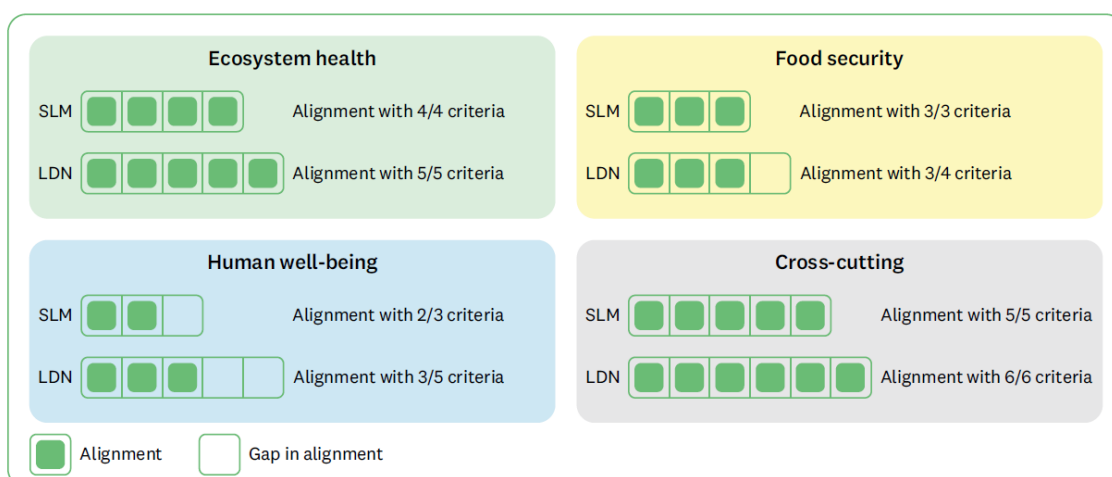 Ecosystem health
SLM Alignment with 4/4 criteria
LDN Alignment with 5/5 criteria
Food security
SLM Alignment with 3/3 criteria
LDN Alignment with 3/4 criteria
Human well-being
SLM Alignment with 2/3 criteria
LDN Alignment with 3/5 criteria
Cross-cutting
SLM Alignment with 5/5 criteria
LDN Alignment with 6/6 criteria
Alignment Gap in alignment